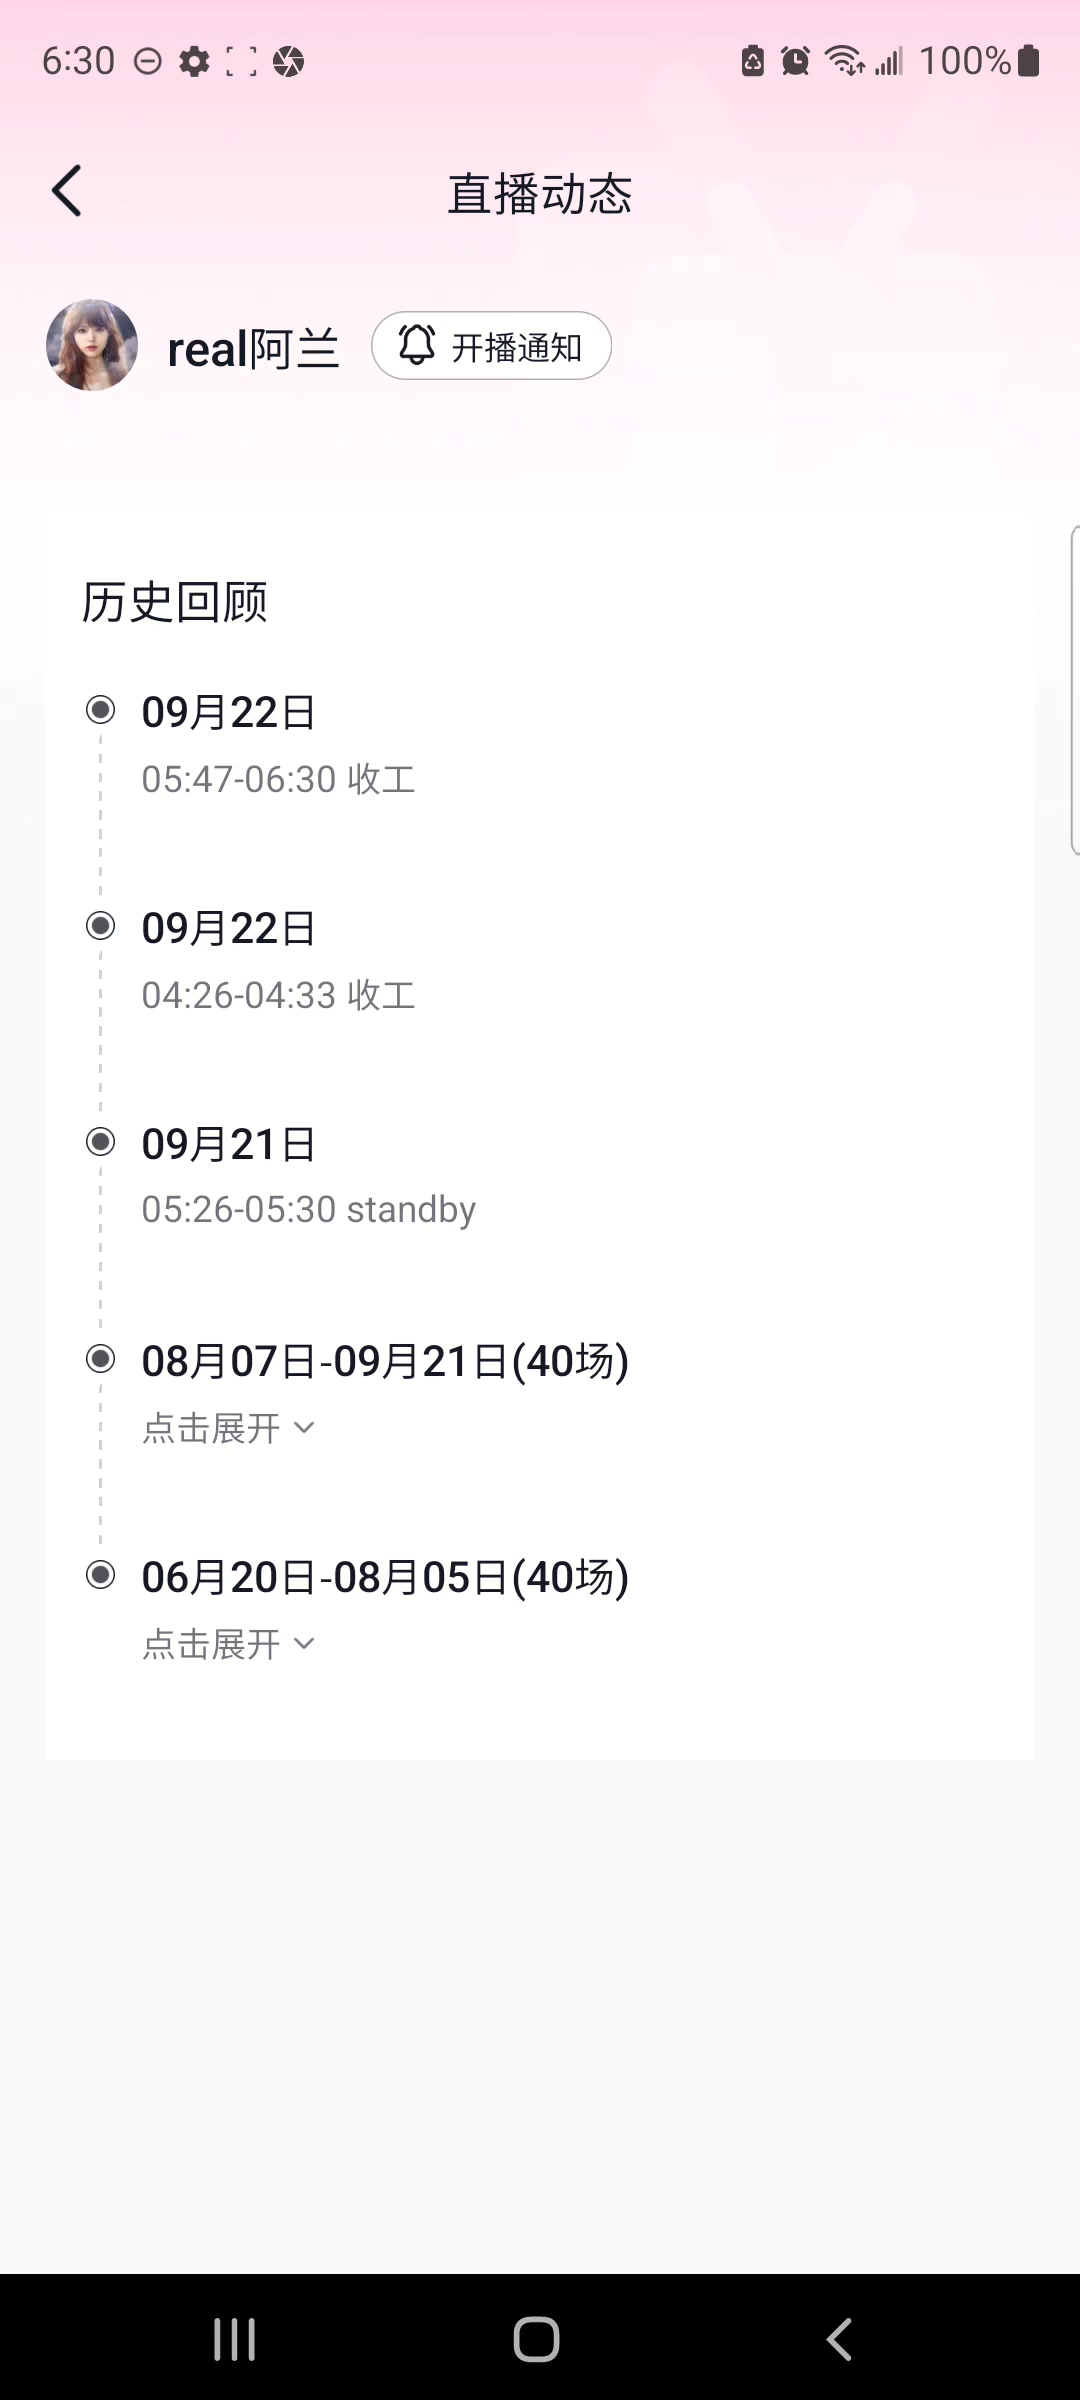 6:30 100%
直播动态
real阿兰 开播通知
历史回顾
09月22日
05:47-06:30 收工
09月22日
04:26-04:33 收工
09月21日
05:26-05:30 standby
08月07日-09月21日(40场)
点击展开
06月20日-08月05日(40场)
点击展开